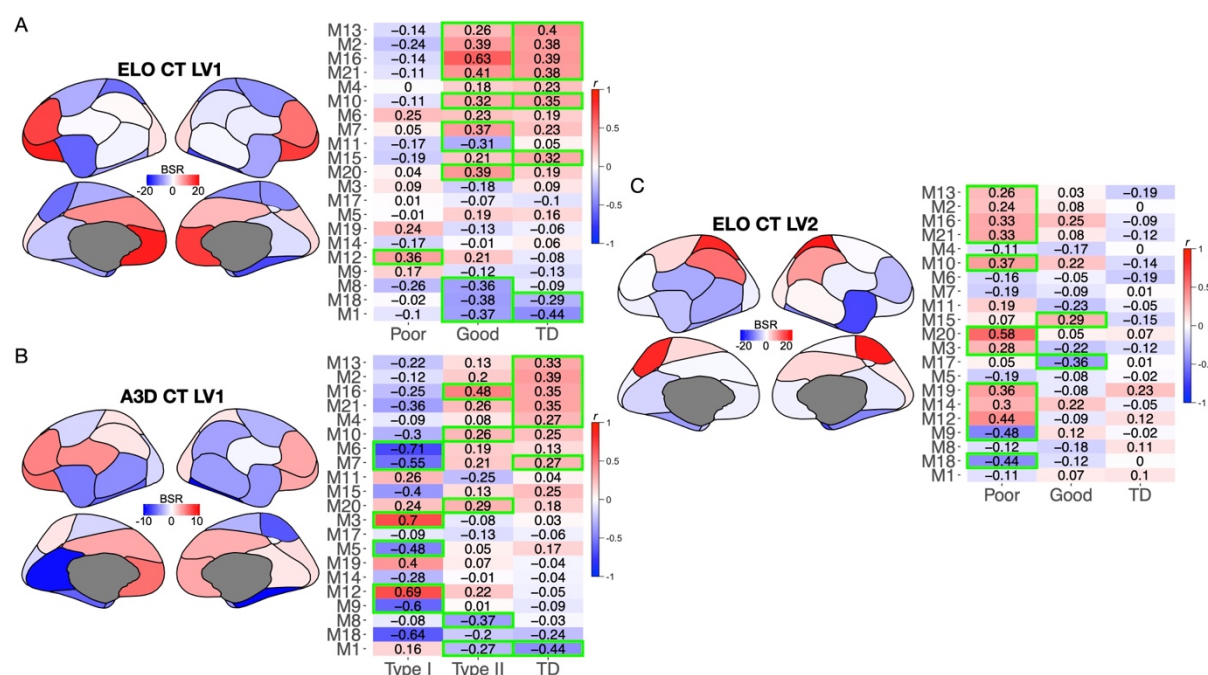 A
ELO CT LV1
BSR
-20 0 20
M13 −0.14 0.26 0.4
M2 −0.24 0.39 0.38
M16 −0.14 0.63 0.39
M21 −0.11 0.41 0.38
M4 0 0.18 0.23
M10 −0.11 0.32 0.35
M6 0.25 0.23 0.19
M7 0.05 0.37 0.23
M11 −0.17 −0.31 0.05
M15 −0.19 0.21 0.32
M20 0.04 0.39 0.19
M3 0.09 −0.18 0.09
M17 0.01 −0.07 −0.1
M5 −0.01 0.19 0.16
M19 0.24 −0.13 −0.06
M14 −0.17 −0.01 0.06
M12 0.36 0.21 −0.08
M9 0.17 −0.12 −0.13
M8 −0.26 −0.36 −0.09
M18 −0.02 −0.38 −0.29
M1 −0.1 −0.37 −0.44
Poor Good TD
r
1
0.5
0
-0.5
-1
B
A3D CT LV1
BSR
-10 0 10
M13 −0.22 0.13 0.33
M2 −0.12 0.2 0.39
M16 −0.25 0.48 0.35
M21 −0.36 0.26 0.35
M4 −0.09 0.08 0.27
M10 −0.3 0.26 0.25
M6 −0.71 0.19 0.13
M7 −0.55 0.21 0.27
M11 0.26 −0.25 0.04
M15 −0.4 0.13 0.25
M20 0.24 0.29 0.18
M3 0.7 −0.08 0.03
M17 −0.09 −0.13 −0.06
M5 −0.48 0.05 0.17
M19 0.4 0.07 −0.04
M14 −0.28 −0.01 −0.04
M12 0.69 0.22 −0.05
M9 −0.6 0.01 −0.09
M8 −0.08 −0.37 −0.03
M18 −0.64 −0.2 −0.24
M1 0.16 −0.27 −0.44
Type I Type II TD
r
1
0.5
0
-0.5
-1
C
ELO CT LV2
BSR
-20 0 20
M13 0.26 0.03 −0.19
M2 0.24 0.08 0
M16 0.33 0.25 −0.09
M21 0.33 0.08 −0.12
M4 −0.11 −0.17 0
M10 0.37 0.22 −0.14
M6 −0.16 −0.05 −0.19
M7 −0.19 −0.09 0.01
M11 0.19 −0.23 −0.05
M15 0.07 0.29 −0.15
M20 0.58 0.05 0.07
M3 0.28 −0.22 −0.12
M17 0.05 −0.36 0.01
M5 −0.19 −0.08 −0.02
M19 0.36 −0.08 0.23
M14 0.3 0.22 −0.05
M12 0.44 −0.09 0.12
M9 −0.48 0.12 −0.02
M8 −0.12 −0.18 0.11
M18 −0.44 −0.12 0
M1 −0.11 0.07 0.1
Poor Good TD
r
1
0.5
0
-0.5
-1